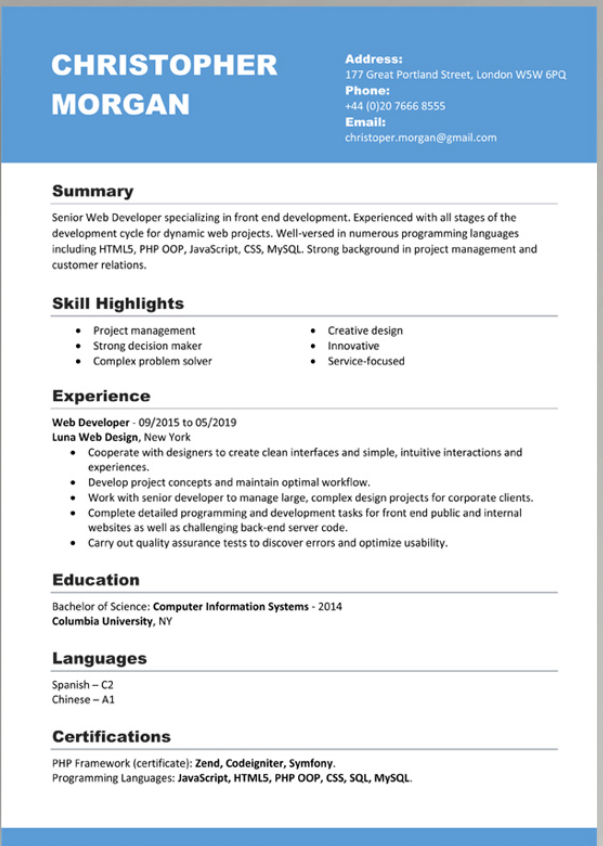 CHRISTOPHER
MORGAN
Address:
177 Great Portland Street, London W5W 6PQ
Phone:
+44 (0)20 7666 8555
Email:
christoper.morgan@gmail.com
Summary
Senior Web Developer specializing in front end development. Experienced with all stages of the
development cycle for dynamic web projects. Well-versed in numerous programming languages
including HTML5, PHP OOP, JavaScript, CSS, MySQL. Strong background in project management and
customer relations.
Skill Highlights
• Project management
• Strong decision maker
• Complex problem solver
• Creative design
• Innovative
• Service-focused
Experience
Web Developer - 09/2015 to 05/2019
Luna Web Design, New York
• Cooperate with designers to create clean interfaces and simple, intuitive interactions and
experiences.
• Develop project concepts and maintain optimal workflow.
• Work with senior developer to manage large, complex design projects for corporate clients.
• Complete detailed programming and development tasks for front end public and internal
websites as well as challenging back-end server code.
• Carry out quality assurance tests to discover errors and optimize usability.
Education
Bachelor of Science: Computer Information Systems - 2014
Columbia University, NY
Languages
Spanish – C2
Chinese – A1
Certifications
PHP Framework (certificate): Zend, Codeigniter, Symfony.
Programming Languages: JavaScript, HTML5, PHP OOP, CSS, SQL, MySQL.